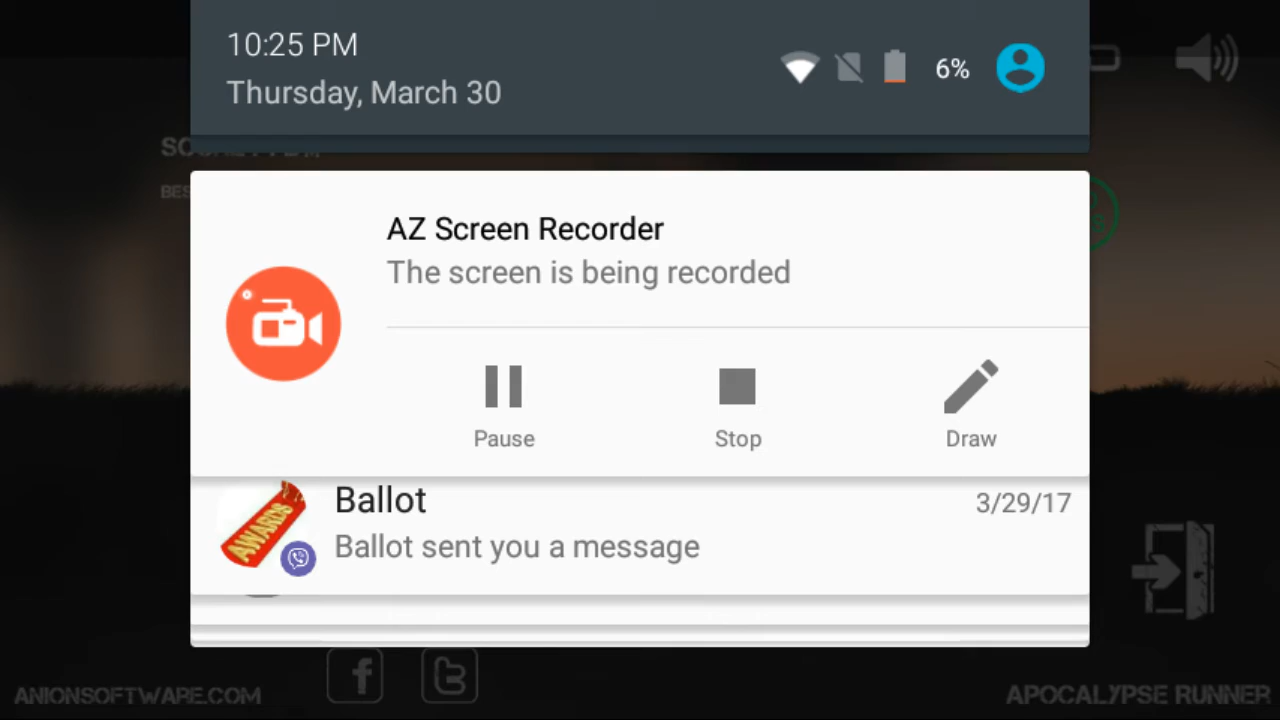 10:25 PM
6%
Thursday, March 30
AZ Screen Recorder
The screen is being recorded
Pause
Stop
Draw
AWARDS
Ballot
3/29/17
Ballot sent you a message
ANIONSOFTWARE.COM
APOCALYPSE RUNNER